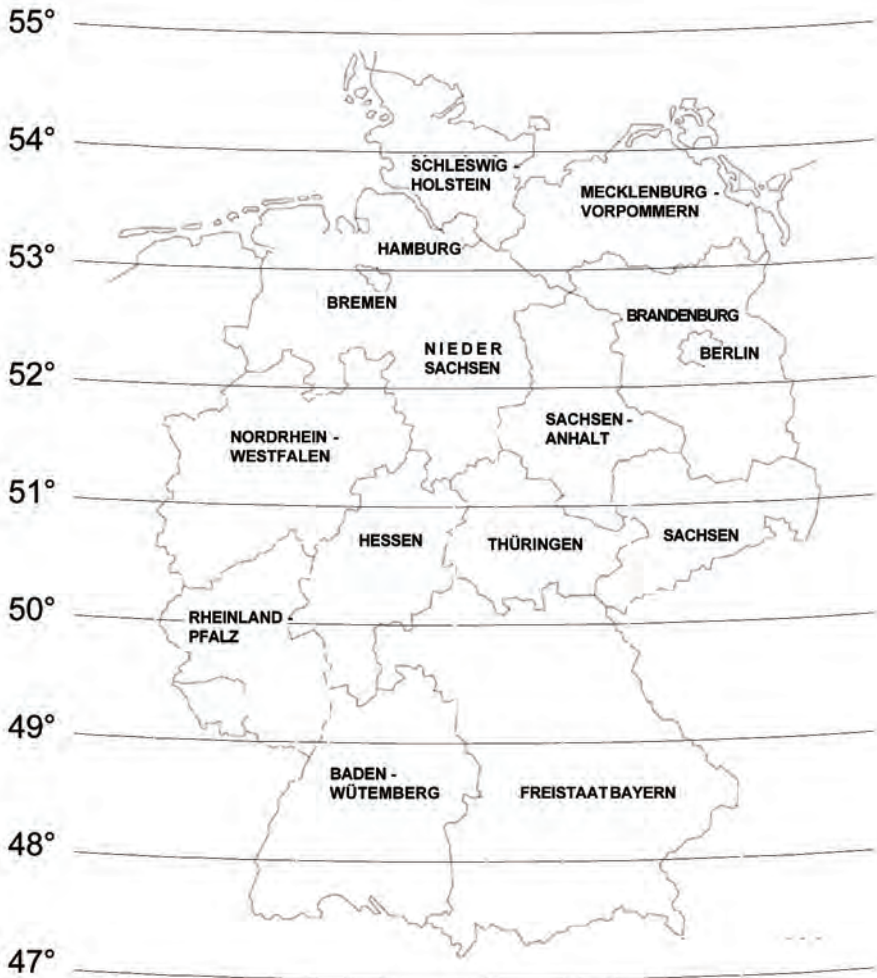 55°
54°
SCHLESWIG -
HOLSTEIN
MECKLENBURG -
VORPOMMERN
HAMBURG
53°
BREMEN
BRANDENBURG
NIEDER
SACHSEN
BERLIN
52°
SACHSEN -
ANHALT
NORDRHEIN -
WESTFALEN
51°
HESSEN
THÜRINGEN
SACHSEN
50°
RHEINLAND -
PFALZ
49°
BADEN -
WÜTEMBERG
FREISTAAT BAYERN
48°
47°